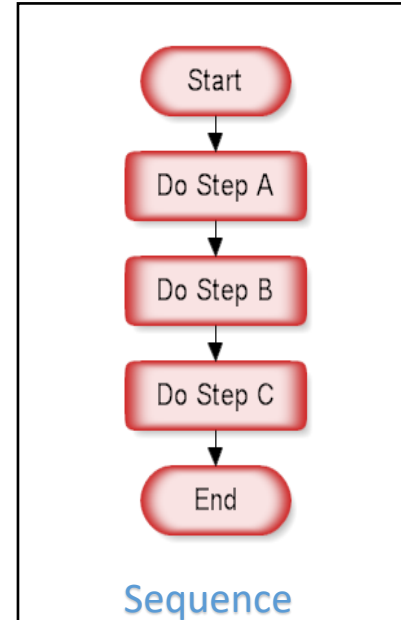 Start
Do Step A
Do Step B
Do Step C
End
Sequence